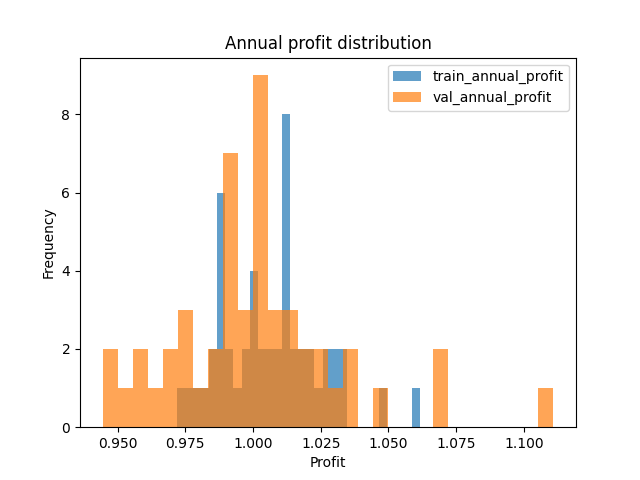 Annual profit distribution
train_annual_profit
val_annual_profit
Frequency
8
6
4
2
0
0.950 0.975 1.000 1.025 1.050 1.075 1.100
Profit